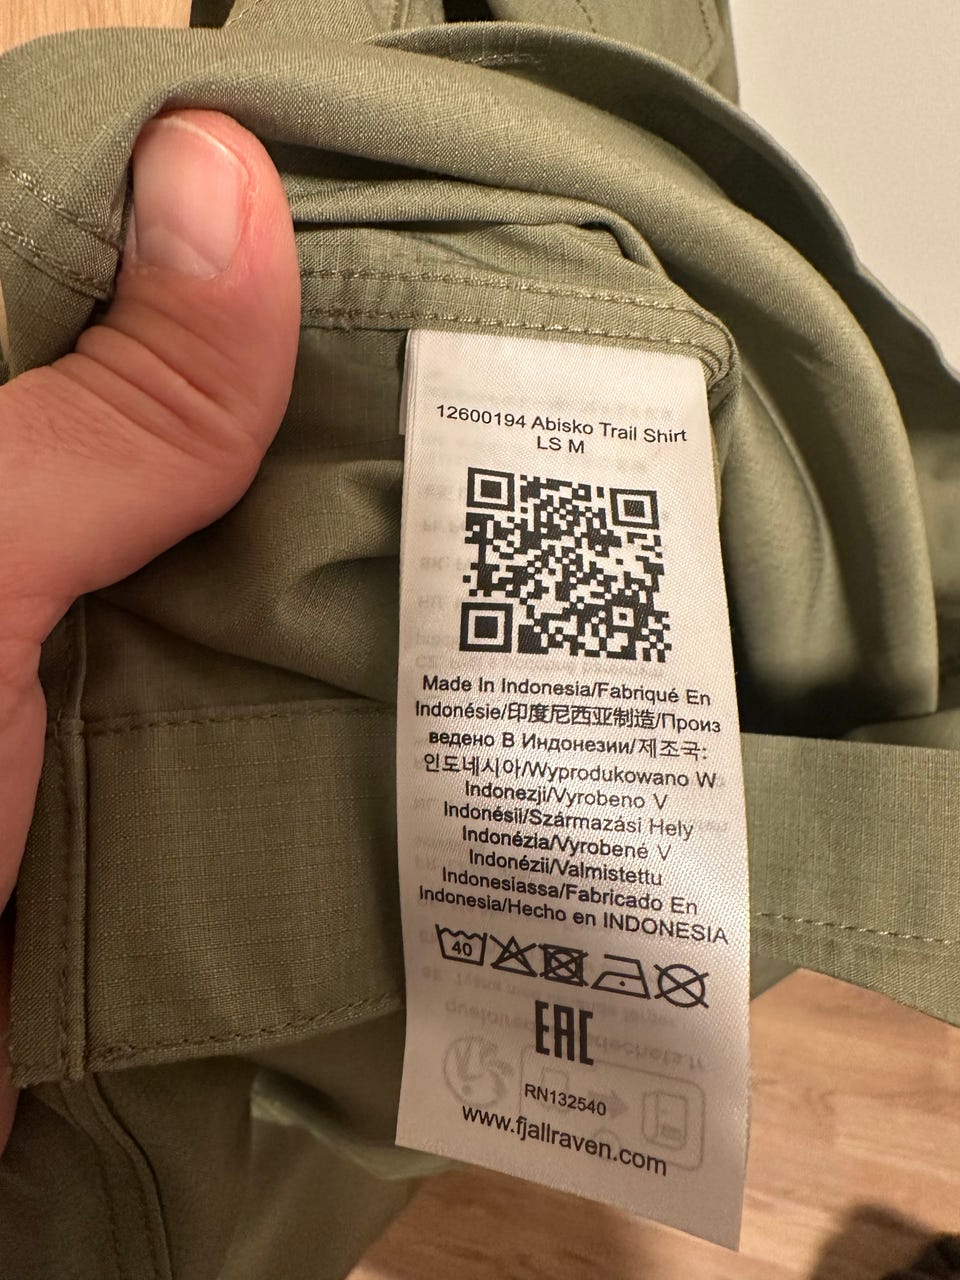 12600194 Abisko Trail Shirt
LS M
Made In Indonesia/Fabriqué En
Indonésie/印度尼西亚制造/Произ
ведено В Индонезии/제조국:
인도네시아/Wyprodukowano W
Indonezji/Vyrobeno V
Indonésii/Származási Hely
Indonézia/Vyrobené V
Indonézii/Valmistettu
Indonesiassa/Fabricado En
Indonesia/Hecho en INDONESIA
40
EAC
RN132540
www.fjallraven.com